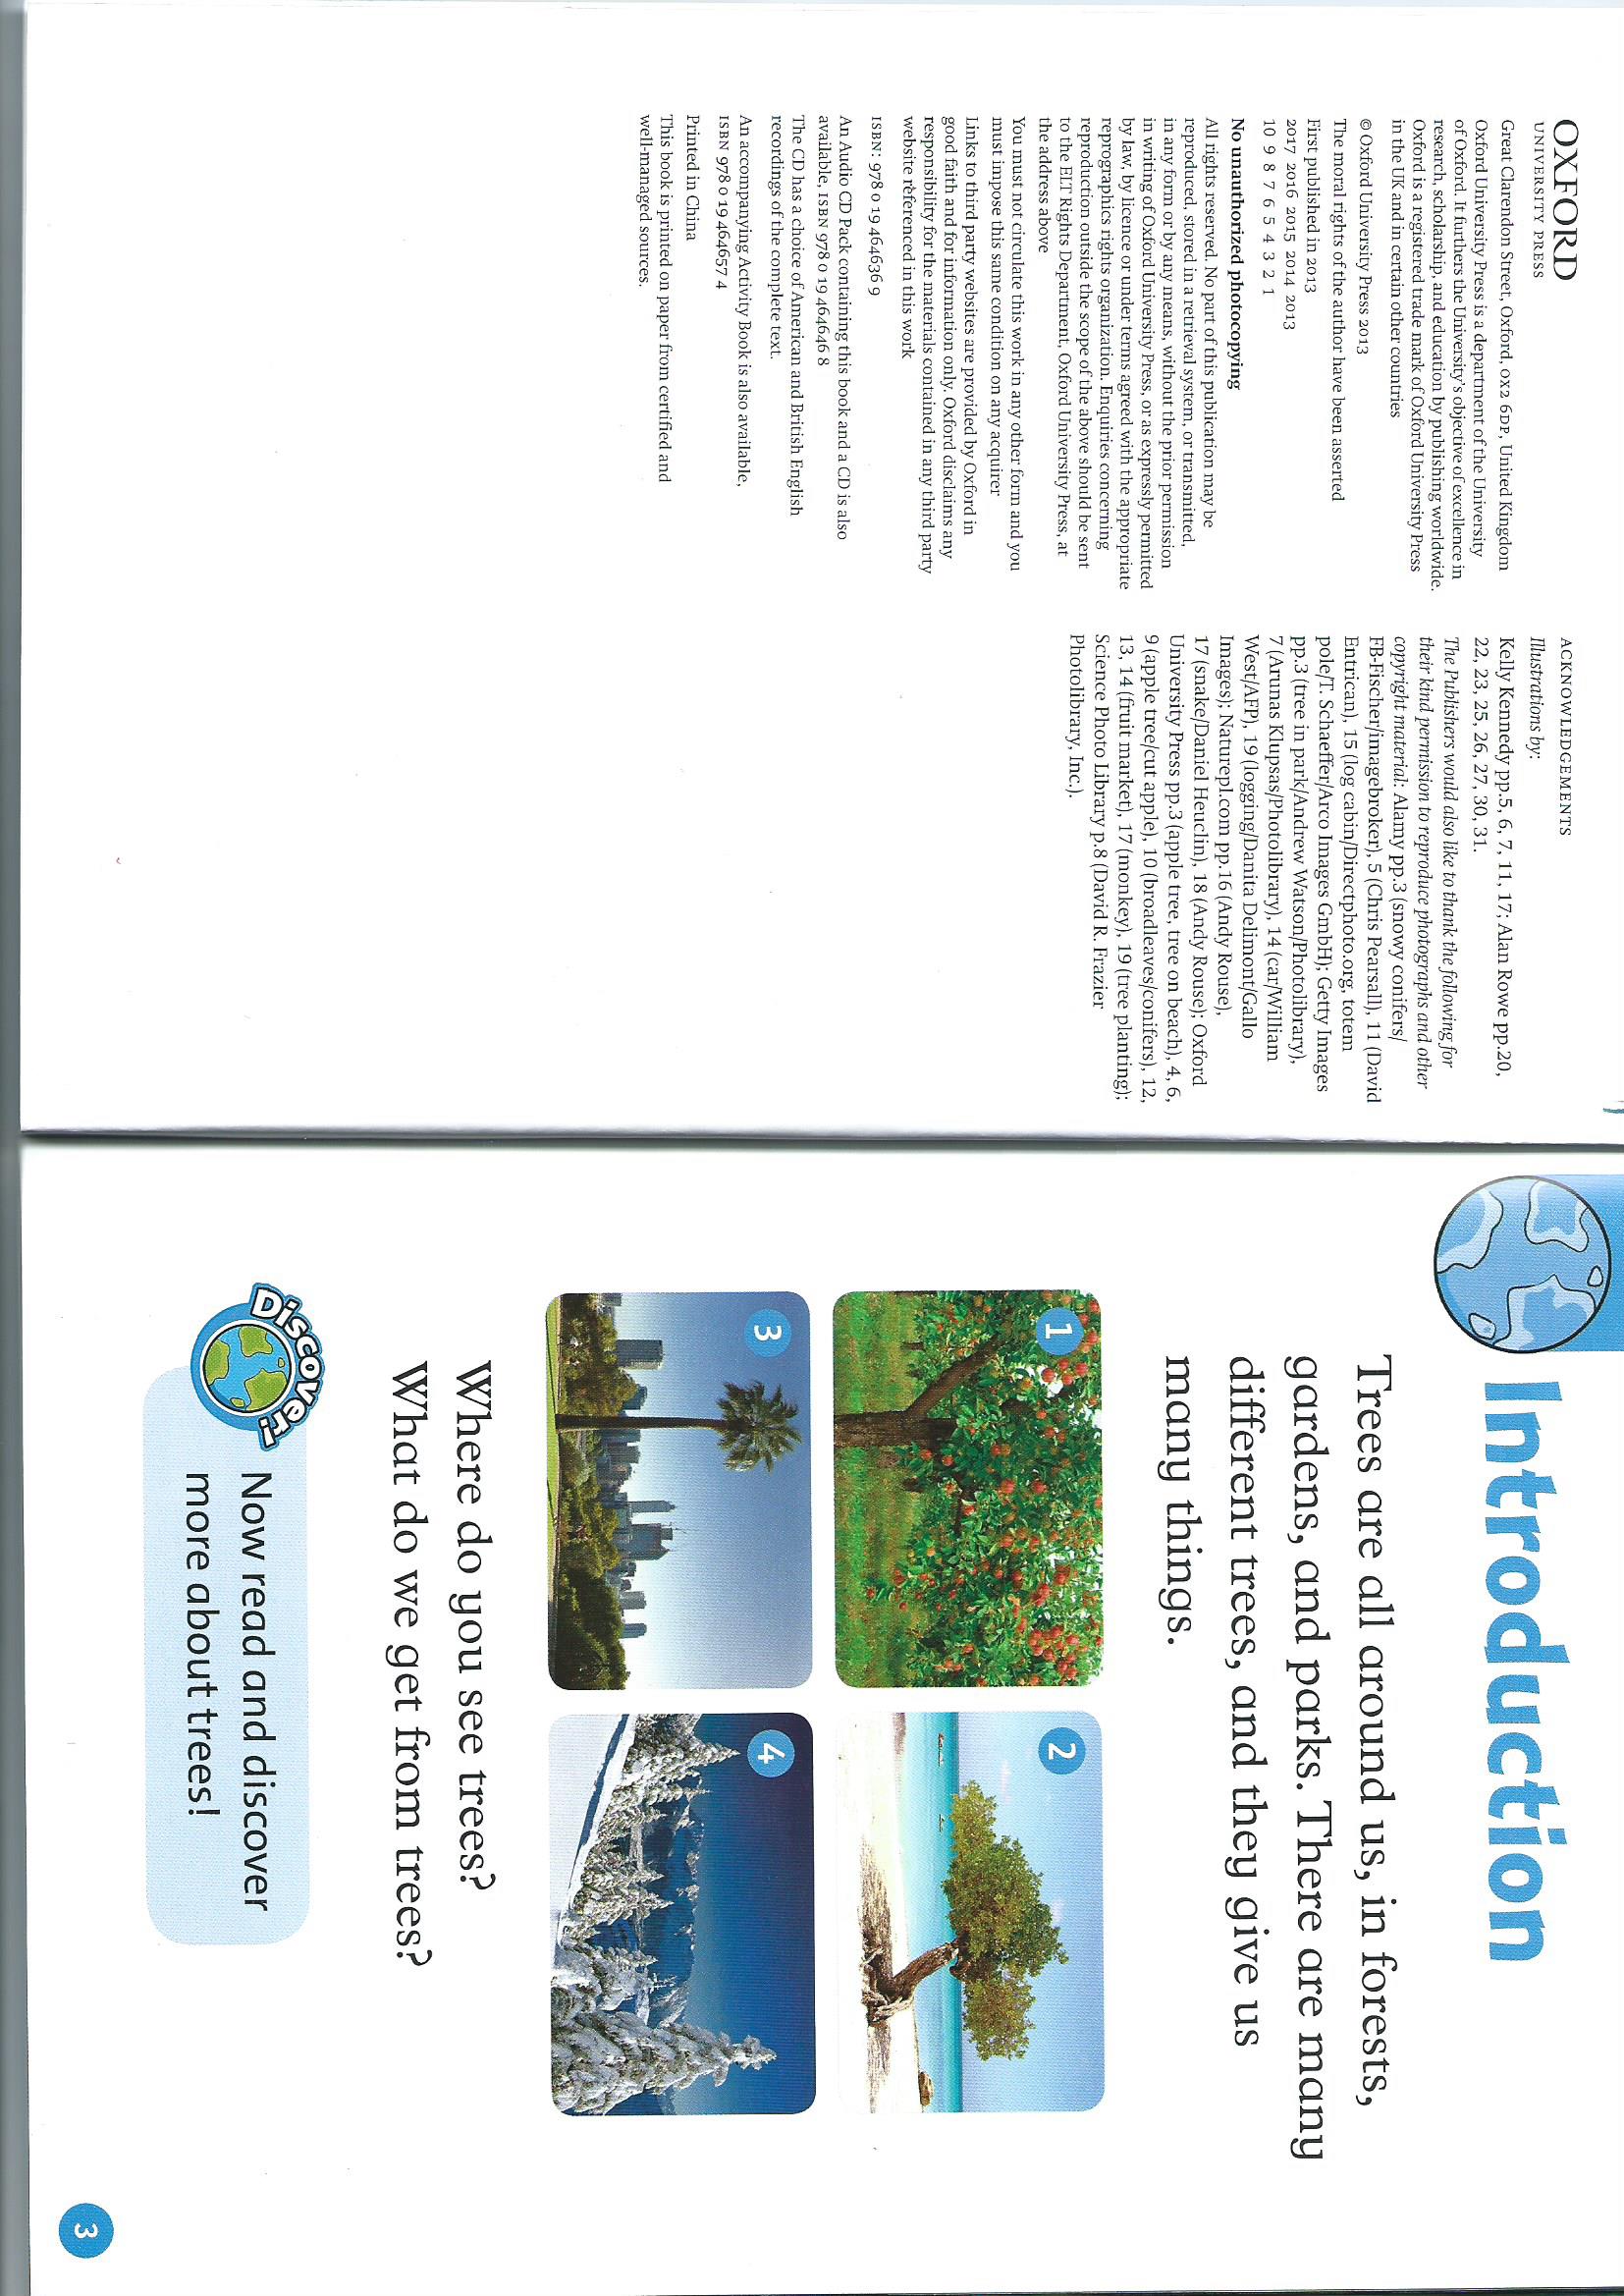 OXFORD
UNIVERSITY PRESS
Great Clarendon Street, Oxford, OX2 6DP, United Kingdom
Oxford University Press is a department of the University
of Oxford. It furthers the University's objective of excellence in
research, scholarship, and education by publishing worldwide.
Oxford is a registered trade mark of Oxford University Press
in the UK and in certain other countries
© Oxford University Press 2013
The moral rights of the author have been asserted
First published in 2013
2017 2016 2015 2014 2013
10 9 8 7 6 5 4 3 2 1
No unauthorized photocopying
All rights reserved. No part of this publication may be
reproduced, stored in a retrieval system, or transmitted,
in any form or by any means, without the prior permission
in writing of Oxford University Press, or as expressly permitted
by law, by licence or under terms agreed with the appropriate
reprographics rights organization. Enquiries concerning
reproduction outside the scope of the above should be sent
to the ELT Rights Department, Oxford University Press, at
the address above
You must not circulate this work in any other form and you
must impose this same condition on any acquirer
Links to third party websites are provided by Oxford in
good faith and for information only. Oxford disclaims any
responsibility for the materials contained in any third party
website referenced in this work
ISBN: 978 0 19 464636 9
An Audio CD Pack containing this book and a CD is also
available, ISBN 978 0 19 464646 8
The CD has a choice of American and British English
recordings of the complete text.
An accompanying Activity Book is also available,
ISBN 978 0 19 464657 4
Printed in China
This book is printed on paper from certified and
well-managed sources.
ACKNOWLEDGEMENTS
Illustrations by:
Kelly Kennedy pp.5, 6, 7, 11, 17; Alan Rowe pp.20,
22, 23, 25, 26, 27, 30, 31.
The Publishers would also like to thank the following for
their kind permission to reproduce photographs and other
copyright material: Alamy pp.3 (snowy conifers/
FB-Fischer/imagebroker), 5 (Chris Pearsall), 11 (David
Entrican), 15 (log cabin/Directphoto.org, totem
pole/T. Schaeffer/Arco Images GmbH); Getty Images
pp.3 (tree in park/Andrew Watson/Photolibrary),
7 (Arunas Klupsas/Photolibrary), 14 (car/William
West/AFP), 19 (logging/Danita Delimont/Gallo
Images); Naturepl.com pp.16 (Andy Rouse),
17 (snake/Daniel Heuclin), 18 (Andy Rouse); Oxford
University Press pp.3 (apple tree, tree on beach), 4, 6,
9 (apple tree/cut apple), 10 (broadleaves/conifers), 12,
13, 14 (fruit market), 17 (monkey), 19 (tree planting);
Science Photo Library p.8 (David R. Frazier
Photolibrary, Inc.).
Introduction
Trees are all around us, in forests,
gardens, and parks. There are many
different trees, and they give us
many things.
1
2
3
4
Where do you see trees?
What do we get from trees?
Discover!
Now read and discover
more about trees!
3